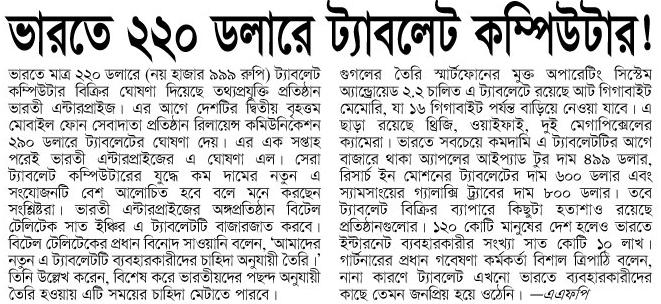 ভারতে ২২০ ডলারে ট্যাবলেট কম্পিউটার!
ভারতে মাত্র ২২০ ডলারে (নয় হাজার ৯৯৯ রুপি) ট্যাবলেট
কম্পিউটার বিক্রির ঘোষণা দিয়েছে তথ্যপ্রযুক্তি প্রতিষ্ঠান
ভারতী এন্টারপ্রাইজ। এর আগে দেশটির দ্বিতীয় বৃহত্তম
মোবাইল ফোন সেবাদাতা প্রতিষ্ঠান রিলায়েন্স কমিউনিকেশন
২৯০ ডলারে ট্যাবলেটের ঘোষণা দেয়। এর এক সপ্তাহ
পরেই ভারতী এন্টারপ্রাইজের এ ঘোষণা এল। সেরা
ট্যাবলেট কম্পিউটারের যুদ্ধে কম দামের নতুন এ
সংযোজনটি বেশ আলোচিত হবে বলে মনে করছেন
সংশ্লিষ্টরা। ভারতী এন্টারপ্রাইজের অঙ্গপ্রতিষ্ঠান বিটেল
টেলিটেক সাত ইঞ্চির এ ট্যাবলেটটি বাজারজাত করবে।
বিটেল টেলিটেকের প্রধান বিনোদ সাওয়ানি বলেন, ‘আমাদের
নতুন এ ট্যাবলেটটি ব্যবহারকারীদের চাহিদা অনুযায়ী তৈরি।’
তিনি উল্লেখ করেন, বিশেষ করে ভারতীয়দের পছন্দ অনুযায়ী
তৈরি হওয়ায় এটি সময়ের চাহিদা মেটাতে পারবে।
গুগলের তৈরি স্মার্টফোনের মুক্ত অপারেটিং সিস্টেম
অ্যান্ড্রয়েড ২.২ চালিত এ ট্যাবলেটে রয়েছে আট গিগাবাইট
মেমোরি, যা ১৬ গিগাবাইট পর্যন্ত বাড়িয়ে নেওয়া যাবে। এ
ছাড়া রয়েছে থ্রিজি, ওয়াইফাই, দুই মেগাপিক্সেলের
ক্যামেরা। ভারতে সবচেয়ে কমদামি এ ট্যাবলেটটির আগে
বাজারে থাকা অ্যাপলের আইপ্যাড টুর দাম ৪৯৯ ডলার,
রিসার্চ ইন মোশনের ট্যাবলেটের দাম ৬০০ ডলার এবং
স্যামসাংয়ের গ্যালাক্সি ট্র্যাবের দাম ৮০০ ডলার। তবে
ট্যাবলেট বিক্রির ব্যাপারে কিছুটা হতাশাও রয়েছে
প্রতিষ্ঠানগুলোর। ১২০ কোটি মানুষের দেশ হলেও ভারতে
ইন্টারনেট ব্যবহারকারীর সংখ্যা সাত কোটি ১০ লাখ।
গার্টনারের প্রধান গবেষণা কর্মকর্তা বিশাল ত্রিপাঠি বলেন,
নানা কারণে ট্যাবলেট এখনো ভারতে ব্যবহারকারীদের
কাছে তেমন জনপ্রিয় হয়ে ওঠেনি। —এএফপি